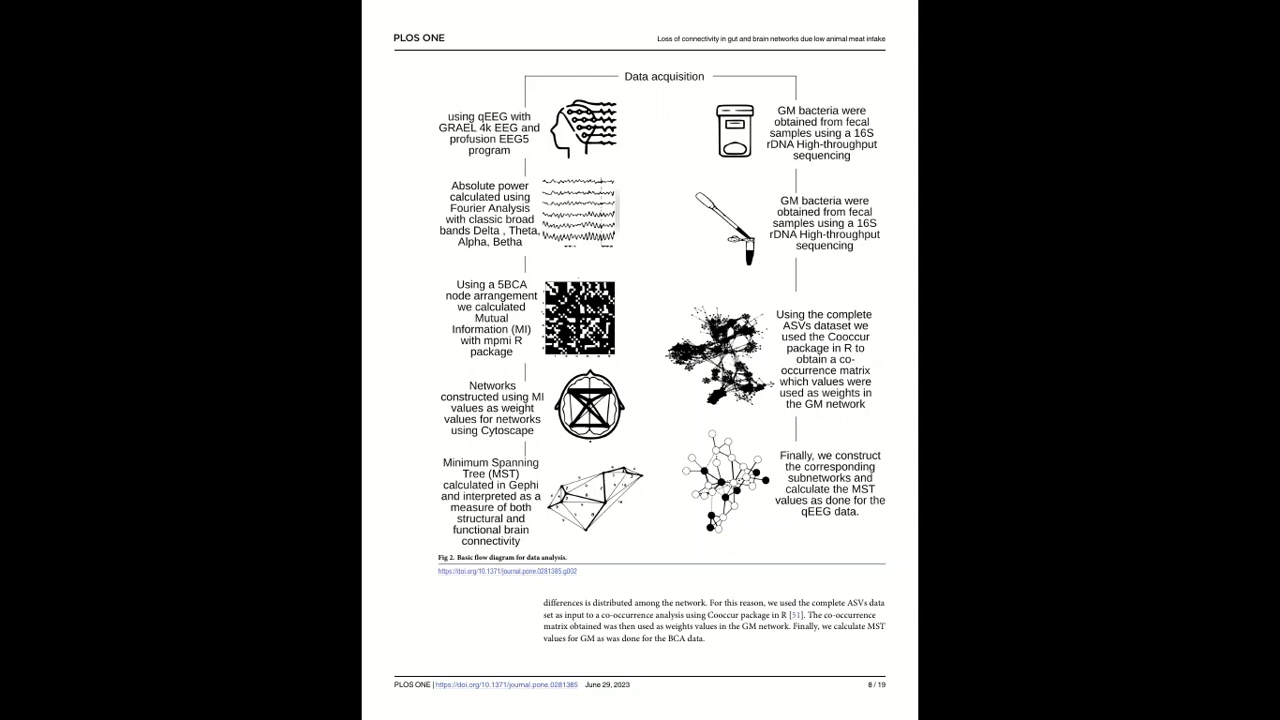 PLOS ONE
Loss of connectivity in gut and brain networks due low animal meat intake
Data acquisition
using qEEG with
GRAEL 4k EEG and
profusion EEG5
program
Absolute power
calculated using
Fourier Analysis
with classic broad
bands Delta , Theta,
Alpha, Betha
Using a 5BCA
node arrangement
we calculated
Mutual
Information (MI)
with mpmi R
package
Networks
constructed using MI
values as weight
values for networks
using Cytoscape
Minimum Spanning
Tree (MST)
calculated in Gephi
and interpreted as a
measure of both
structural and
functional brain
connectivity
GM bacteria were
obtained from fecal
samples using a 16S
rDNA High-throughput
sequencing
GM bacteria were
obtained from fecal
samples using a 16S
rDNA High-throughput
sequencing
Using the complete
ASVs dataset we
used the Cooccur
package in R to
obtain a co-
occurrence matrix
which values were
used as weights in
the GM network
Finally, we construct
the corresponding
subnetworks and
calculate the MST
values as done for the
qEEG data.
Fig 2. Basic flow diagram for data analysis.
https://doi.org/10.1371/journal.pone.0281385.g002
differences is distributed among the network. For this reason, we used the complete ASVs data
set as input to a co-occurrence analysis using Cooccur package in R [51]. The co-occurrence
matrix obtained was then used as weights values in the GM network. Finally, we calculate MST
values for GM as was done for the BCA data.
PLOS ONE | https://doi.org/10.1371/journal.pone.0281385 June 29, 2023
8 / 19